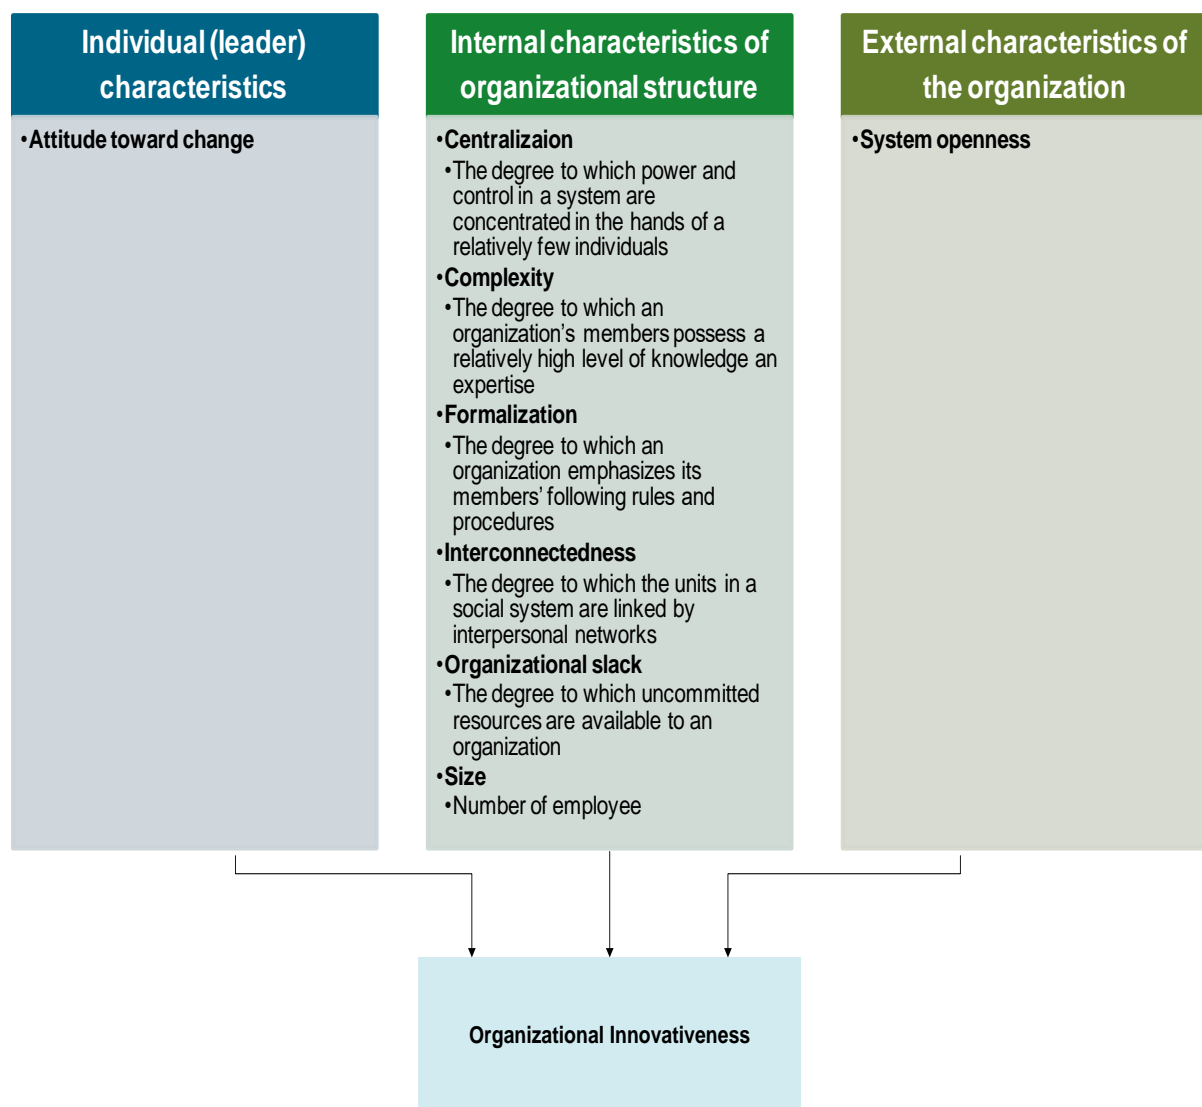 Individual (leader)
characteristics
•Attitude toward change
Internal characteristics of
organizational structure
•Centralizaion
•The degree to which power and
control in a system are
concentrated in the hands of a
relatively few individuals
•Complexity
•The degree to which an
organization’s members possess a
relatively high level of knowledge an
expertise
•Formalization
•The degree to which an
organization emphasizes its
members’ following rules and
procedures
•Interconnectedness
•The degree to which the units in a
social system are linked by
interpersonal networks
•Organizational slack
•The degree to which uncommitted
resources are available to an
organization
•Size
•Number of employee
External characteristics of
the organization
•System openness
Organizational Innovativeness